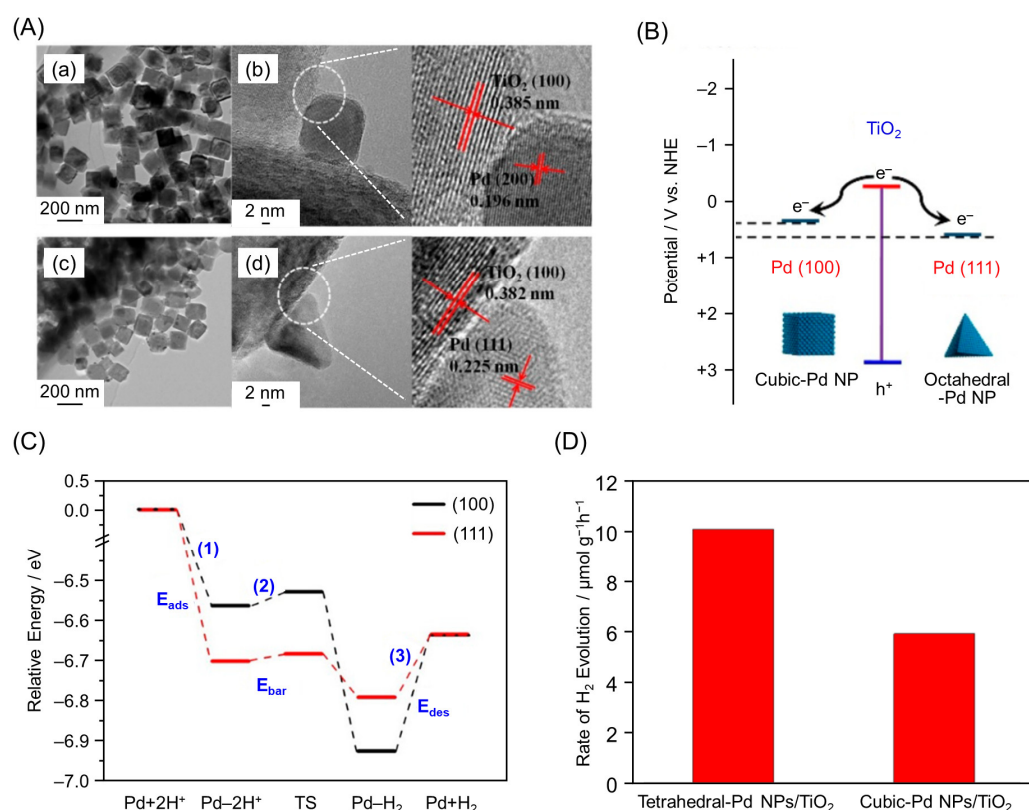 (A)
(a)
200 nm
(b)
2 nm
TiO₂ (100)
0.385 nm
Pd (200)
0.196 nm
(c)
200 nm
(d)
2 nm
TiO₂ (100)
0.382 nm
Pd (111)
0.225 nm
(B)
Potential / V vs. NHE
−2
−1
0
+1
+2
+3
TiO₂
e⁻
e⁻
e⁻
Pd (100)
Pd (111)
Cubic-Pd NP
h⁺
Octahedral
-Pd NP
(C)
Relative Energy / eV
0.5
0.0
−6.5
−6.6
−6.7
−6.8
−6.9
−7.0
(100)
(111)
(1)
(2)
(3)
E_ads
E_bar
E_des
Pd+2H⁺
Pd−2H⁺
TS
Pd−H₂
Pd+H₂
(D)
Rate of H₂ Evolution / μmol g⁻¹h⁻¹
12
10
8
6
4
2
0
Tetrahedral-Pd NPs/TiO₂
Cubic-Pd NPs/TiO₂